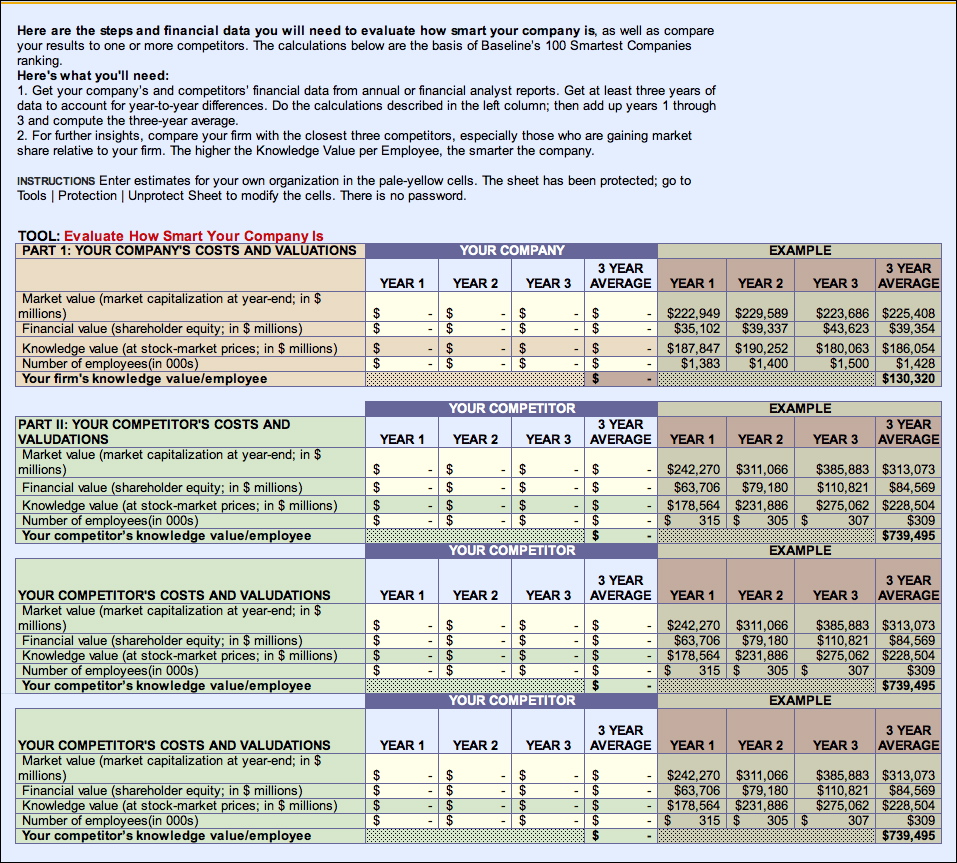 Here are the steps and financial data you will need to evaluate how smart your company is, as well as compare
your results to one or more competitors. The calculations below are the basis of Baseline's 100 Smartest Companies
ranking.
Here's what you'll need:
1. Get your company's and competitors' financial data from annual or financial analyst reports. Get at least three years of
data to account for year-to-year differences. Do the calculations described in the left column; then add up years 1 through
3 and compute the three-year average.
2. For further insights, compare your firm with the closest three competitors, especially those who are gaining market
share relative to your firm. The higher the Knowledge Value per Employee, the smarter the company.
INSTRUCTIONS Enter estimates for your own organization in the pale-yellow cells. The sheet has been protected; go to
Tools | Protection | Unprotect Sheet to modify the cells. There is no password.
TOOL: Evaluate How Smart Your Company Is
PART 1: YOUR COMPANY'S COSTS AND VALUATIONS YOUR COMPANY EXAMPLE
3 YEAR 3 YEAR
YEAR 1 YEAR 2 YEAR 3 AVERAGE YEAR 1 YEAR 2 YEAR 3 AVERAGE
Market value (market capitalization at year-end; in $
millions) $ - $ - $ - $ - $222,949 $229,589 $223,686 $225,408
Financial value (shareholder equity; in $ millions) $ - $ - $ - $ - $35,102 $39,337 $43,623 $39,354
Knowledge value (at stock-market prices; in $ millions) $ - $ - $ - $ - $187,847 $190,252 $180,063 $186,054
Number of employees(in 000s) $ - $ - $ - $ - $1,383 $1,400 $1,500 $1,428
Your firm's knowledge value/employee $ - $130,320
YOUR COMPETITOR EXAMPLE
PART II: YOUR COMPETITOR'S COSTS AND 3 YEAR 3 YEAR
VALUDATIONS YEAR 1 YEAR 2 YEAR 3 AVERAGE YEAR 1 YEAR 2 YEAR 3 AVERAGE
Market value (market capitalization at year-end; in $
millions) $ - $ - $ - $ - $242,270 $311,066 $385,883 $313,073
Financial value (shareholder equity; in $ millions) $ - $ - $ - $ - $63,706 $79,180 $110,821 $84,569
Knowledge value (at stock-market prices; in $ millions) $ - $ - $ - $ - $178,564 $231,886 $275,062 $228,504
Number of employees(in 000s) $ - $ - $ - $ - $ 315 $ 305 $ 307 $309
Your competitor's knowledge value/employee $ - $739,495
YOUR COMPETITOR EXAMPLE
3 YEAR 3 YEAR
YOUR COMPETITOR'S COSTS AND VALUDATIONS YEAR 1 YEAR 2 YEAR 3 AVERAGE YEAR 1 YEAR 2 YEAR 3 AVERAGE
Market value (market capitalization at year-end; in $
millions) $ - $ - $ - $ - $242,270 $311,066 $385,883 $313,073
Financial value (shareholder equity; in $ millions) $ - $ - $ - $ - $63,706 $79,180 $110,821 $84,569
Knowledge value (at stock-market prices; in $ millions) $ - $ - $ - $ - $178,564 $231,886 $275,062 $228,504
Number of employees(in 000s) $ - $ - $ - $ - $ 315 $ 305 $ 307 $309
Your competitor's knowledge value/employee $ - $739,495
YOUR COMPETITOR EXAMPLE
3 YEAR 3 YEAR
YOUR COMPETITOR'S COSTS AND VALUDATIONS YEAR 1 YEAR 2 YEAR 3 AVERAGE YEAR 1 YEAR 2 YEAR 3 AVERAGE
Market value (market capitalization at year-end; in $
millions) $ - $ - $ - $ - $242,270 $311,066 $385,883 $313,073
Financial value (shareholder equity; in $ millions) $ - $ - $ - $ - $63,706 $79,180 $110,821 $84,569
Knowledge value (at stock-market prices; in $ millions) $ - $ - $ - $ - $178,564 $231,886 $275,062 $228,504
Number of employees(in 000s) $ - $ - $ - $ - $ 315 $ 305 $ 307 $309
Your competitor's knowledge value/employee $ - $739,495